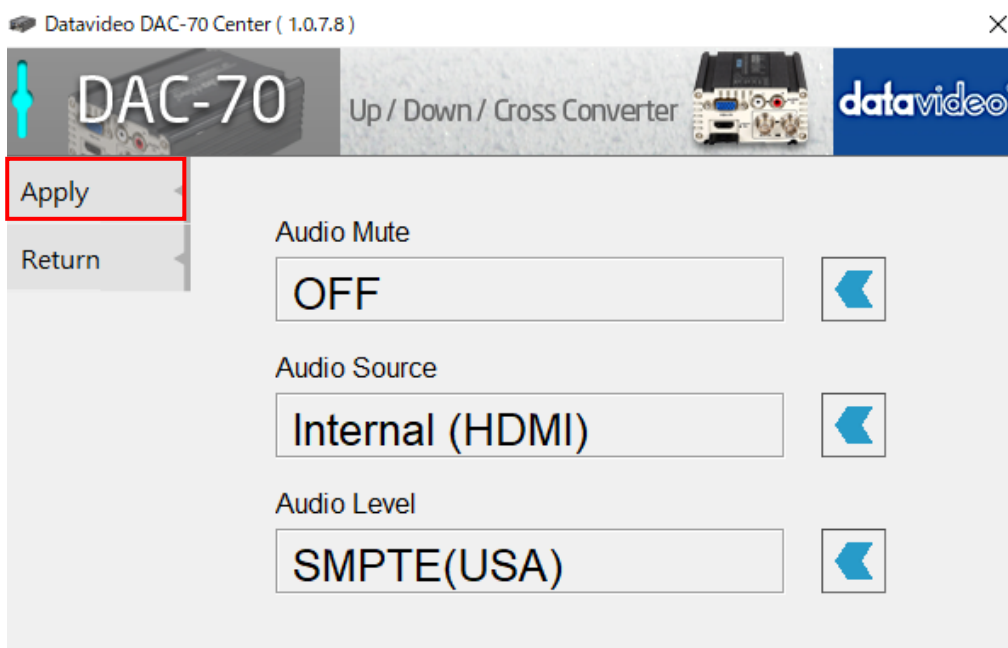 Datavideo DAC-70 Center ( 1.0.7.8 )
DAC-70
Up / Down / Cross Converter
datavideo
Apply
Return
Audio Mute
OFF
Audio Source
Internal (HDMI)
Audio Level
SMPTE(USA)